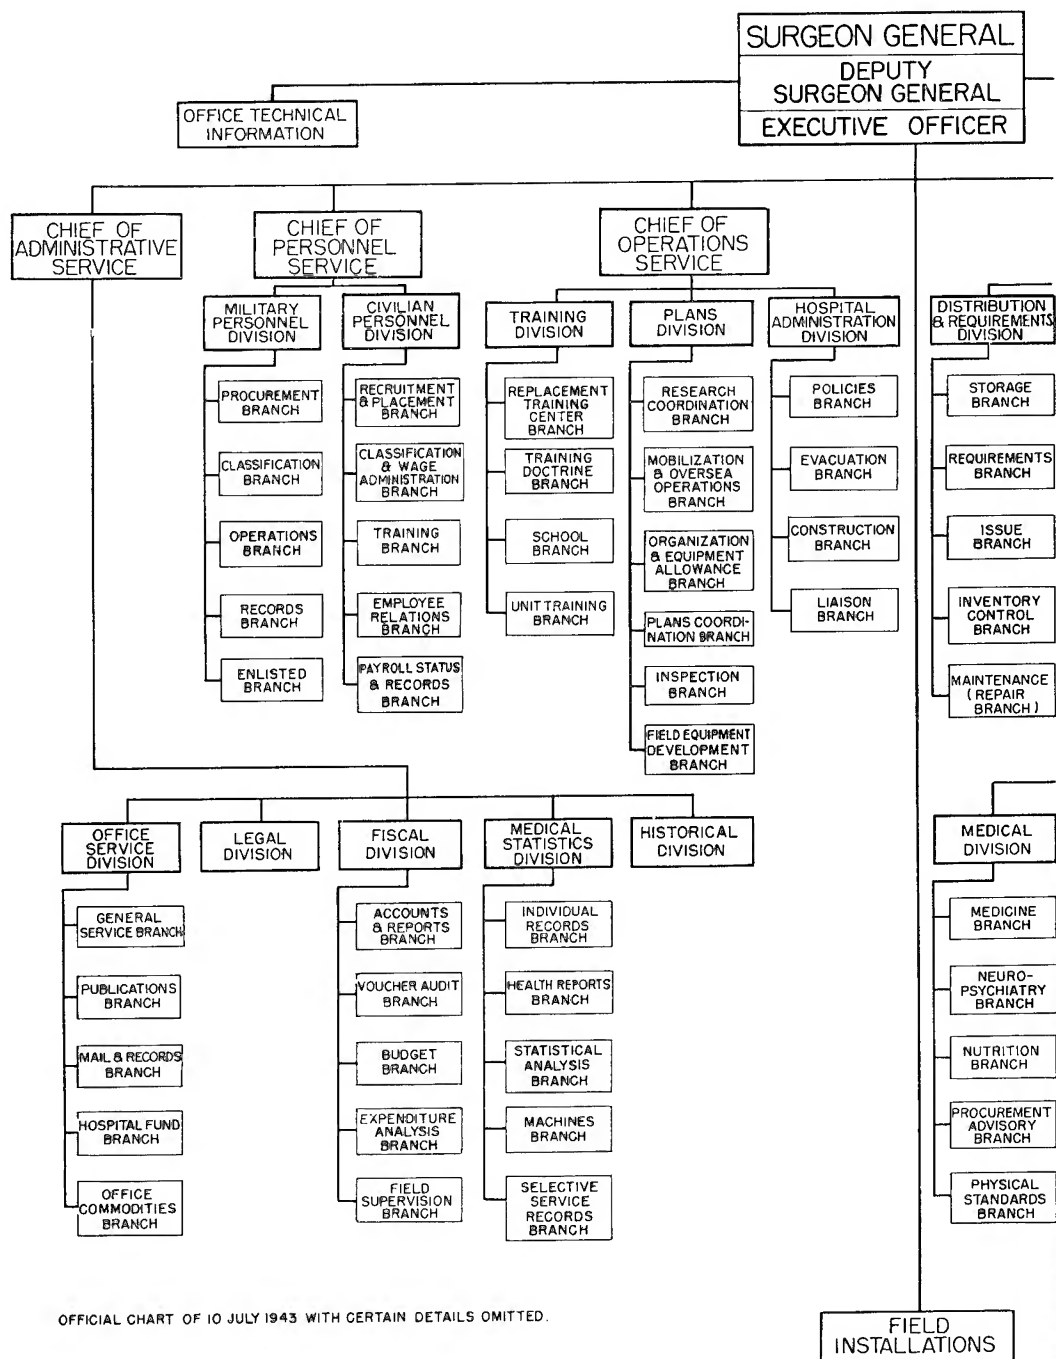 SURGEON GENERAL
DEPUTY
SURGEON GENERAL
EXECUTIVE OFFICER
OFFICE TECHNICAL
INFORMATION
CHIEF OF
ADMINISTRATIVE
SERVICE
CHIEF OF
PERSONNEL
SERVICE
CHIEF OF
OPERATIONS
SERVICE
MILITARY
PERSONNEL
DIVISION
CIVILIAN
PERSONNEL
DIVISION
TRAINING
DIVISION
PLANS
DIVISION
HOSPITAL
ADMINISTRATION
DIVISION
DISTRIBUTION
& REQUIREMENTS
DIVISION
PROCUREMENT
BRANCH
CLASSIFICATION
BRANCH
OPERATIONS
BRANCH
RECORDS
BRANCH
ENLISTED
BRANCH
RECRUITMENT
& PLACEMENT
BRANCH
CLASSIFICATION
& WAGE
ADMINISTRATION
BRANCH
TRAINING
BRANCH
EMPLOYEE
RELATIONS
BRANCH
PAYROLL STATUS
& RECORDS
BRANCH
REPLACEMENT
TRAINING
CENTER
BRANCH
TRAINING
DOCTRINE
BRANCH
SCHOOL
BRANCH
UNIT TRAINING
BRANCH
RESEARCH
COORDINATION
BRANCH
MOBILIZATION
& OVERSEA
OPERATIONS
BRANCH
ORGANIZATION
& EQUIPMENT
ALLOWANCE
BRANCH
PLANS COORDI-
NATION BRANCH
INSPECTION
BRANCH
FIELD EQUIPMENT
DEVELOPMENT
BRANCH
POLICIES
BRANCH
EVACUATION
BRANCH
CONSTRUCTION
BRANCH
LIAISON
BRANCH
STORAGE
BRANCH
REQUIREMENTS
BRANCH
ISSUE
BRANCH
INVENTORY
CONTROL
BRANCH
MAINTENANCE
(REPAIR
BRANCH)
OFFICE
SERVICE
DIVISION
LEGAL
DIVISION
FISCAL
DIVISION
MEDICAL
STATISTICS
DIVISION
HISTORICAL
DIVISION
MEDICAL
DIVISION
GENERAL
SERVICE BRANCH
PUBLICATIONS
BRANCH
MAIL & RECORDS
BRANCH
HOSPITAL FUND
BRANCH
OFFICE
COMMODITIES
BRANCH
ACCOUNTS
& REPORTS
BRANCH
VOUCHER AUDIT
BRANCH
BUDGET
BRANCH
EXPENDITURE
ANALYSIS
BRANCH
FIELD
SUPERVISION
BRANCH
INDIVIDUAL
RECORDS
BRANCH
HEALTH REPORTS
BRANCH
STATISTICAL
ANALYSIS
BRANCH
MACHINES
BRANCH
SELECTIVE
SERVICE
RECORDS
BRANCH
MEDICINE
BRANCH
NEURO-
PSYCHIATRY
BRANCH
NUTRITION
BRANCH
PROCUREMENT
ADVISORY
BRANCH
PHYSICAL
STANDARDS
BRANCH
OFFICIAL CHART OF 10 JULY 1943 WITH CERTAIN DETAILS OMITTED.
FIELD
INSTALLATIONS